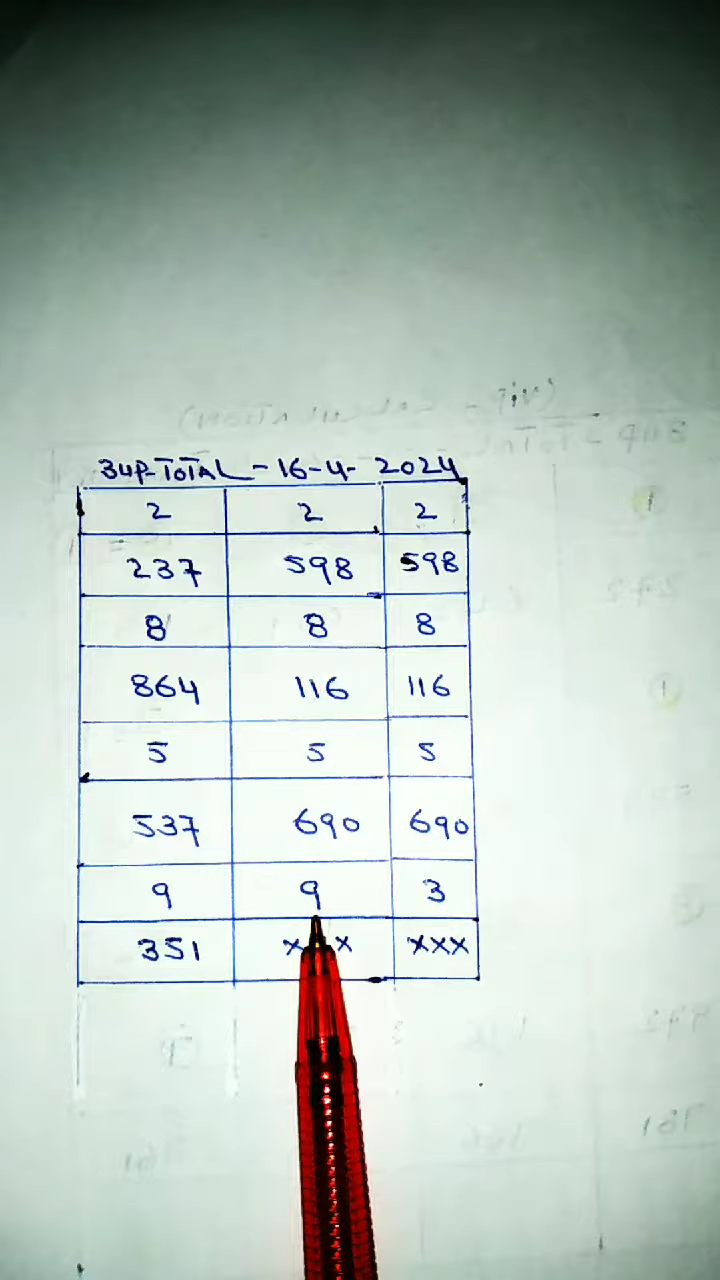 3UP-TOTAL-16-4-2024
2 2 2
237 598 598
8 8 8
864 116 116
5 5 5
537 690 690
9 9 3
351 xxx